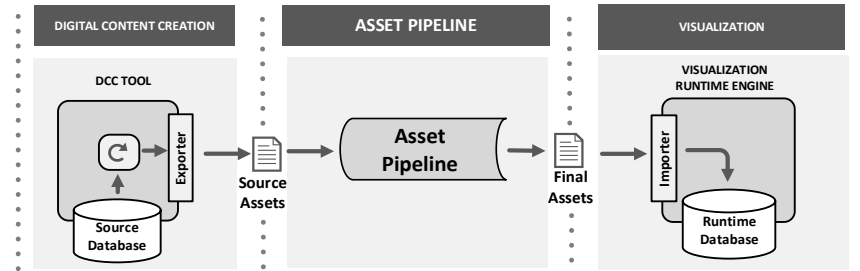 DIGITAL CONTENT CREATION
ASSET PIPELINE
VISUALIZATION
DCC TOOL
Exporter
Source
Database
Source
Assets
Asset
Pipeline
Final
Assets
VISUALIZATION
RUNTIME ENGINE
Importer
Runtime
Database